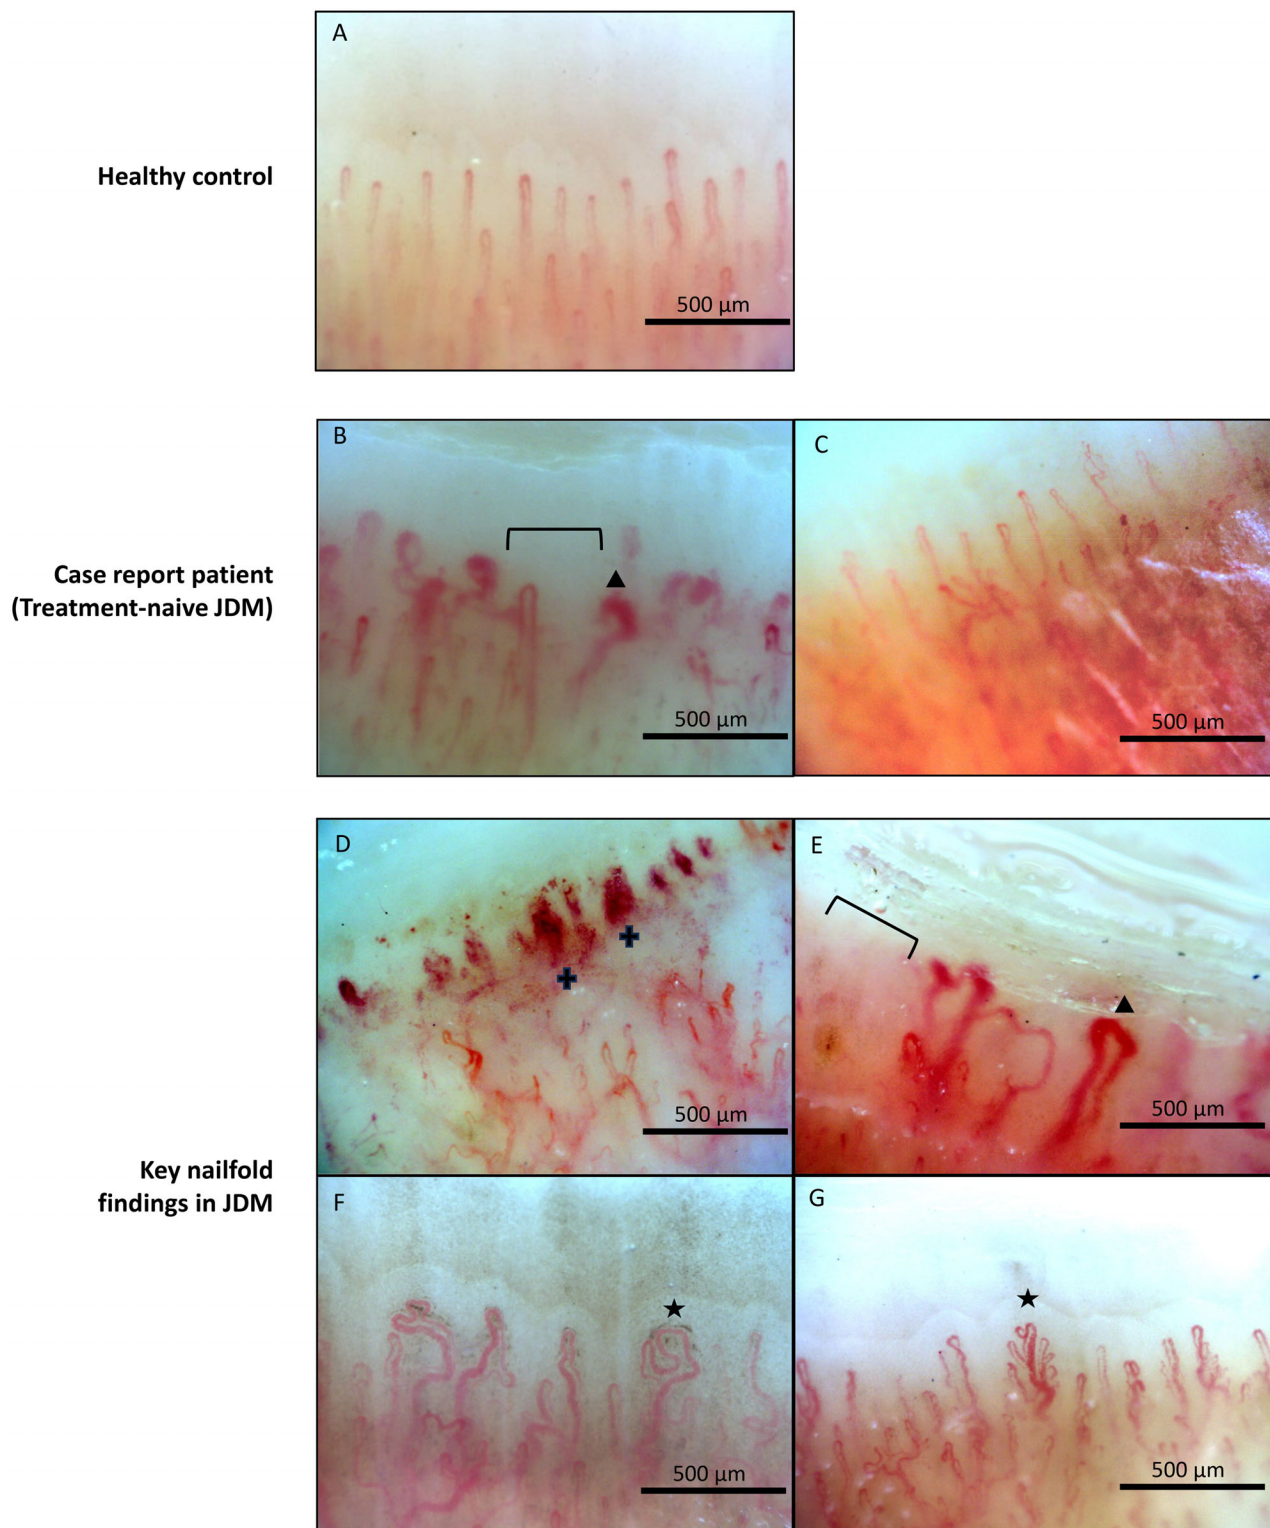 A
Healthy control
500 µm
B
C
Case report patient
(Treatment-naive JDM)
500 µm
500 µm
D
E
500 µm
500 µm
Key nailfold
findings in JDM
F
G
500 µm
500 µm